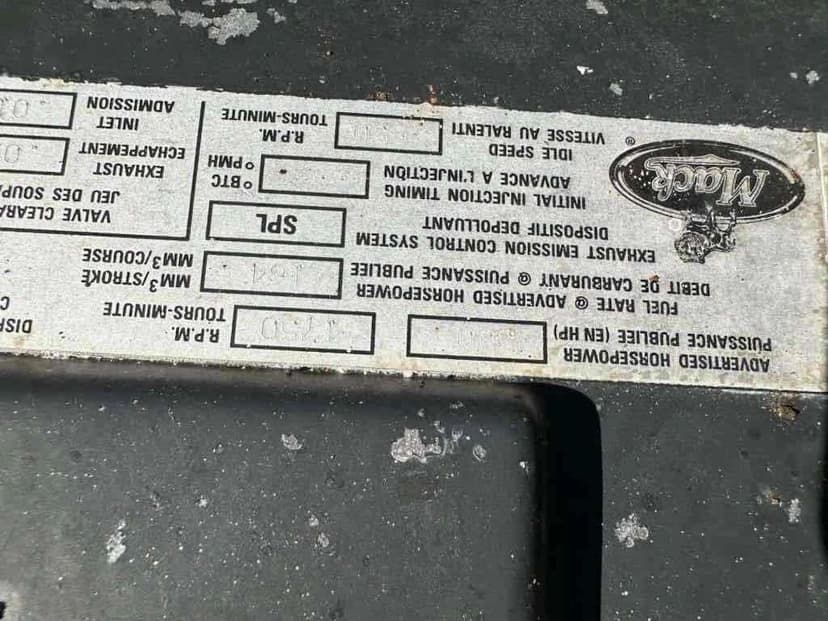 ADVERTISED HORSEPOWER
PUISSANCE PUBLIEE (EN HP)
R.P.M.
TOURS-MINUTE
FUEL RATE @ ADVERTISED HORSEPOWER
DEBIT DE CARBURANT @ PUISSANCE PUBLIEE
MM³/STROKE
MM³/COURSE
EXHAUST EMISSION CONTROL SYSTEM
DISPOSITIF DEPOLLUANT
SPL
Mack
®
INITIAL INJECTION TIMING
ADVANCE A L'INJECTION
° BTC
° PMH
IDLE SPEED
VITESSE AU RALENTI
R.P.M.
TOURS-MINUTE
DISP
C
VALVE CLEARA
JEU DES SOUP
EXHAUST
ECHAPPEMENT
INLET
ADMISSION